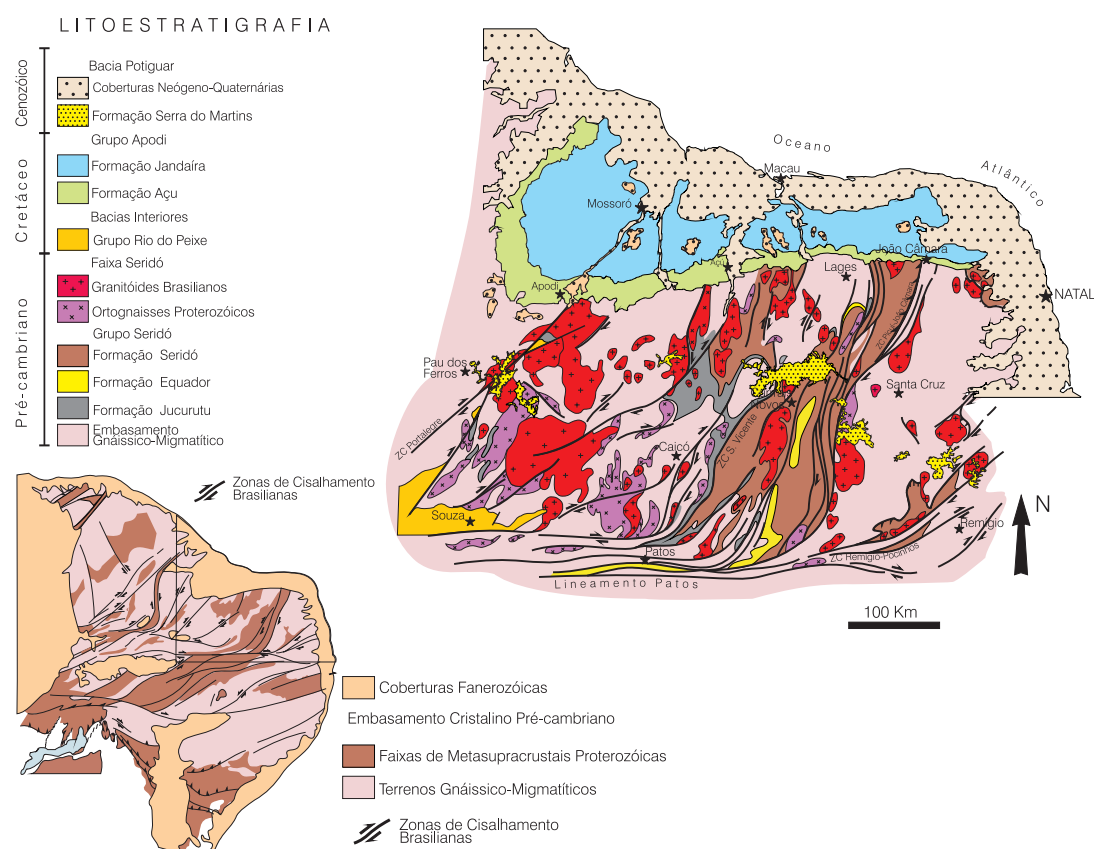 LITOESTRATIGRAFIA
Cenozóico
Bacia Potiguar
Coberturas Neógeno-Quaternárias
Formação Serra do Martins
Cretáceo
Grupo Apodi
Formação Jandaíra
Formação Açu
Bacias Interiores
Grupo Rio do Peixe
Pré-cambriano
Faixa Seridó
Granitóides Brasilianos
Ortognaisses Proterozóicos
Grupo Seridó
Formação Seridó
Formação Equador
Formação Jucurutu
Embasamento
Gnáissico-Migmatítico
Zonas de Cisalhamento
Brasilianas
Oceano
Atlântico
Macau
Mossoró
João Câmara
Açu
Lages
Apodi
NATAL
Pau dos
Ferros
Santa Cruz
Novos
ZC Portalegre
ZC S. Vicente
Caicó
Souza
Patos
Remígio
ZC Remígio-Pocinhos
Lineamento Patos
N
100 Km
Coberturas Fanerozóicas
Embasamento Cristalino Pré-cambriano
Faixas de Metasupracrustais Proterozóicas
Terrenos Gnáissico-Migmatíticos
Zonas de Cisalhamento
Brasilianas